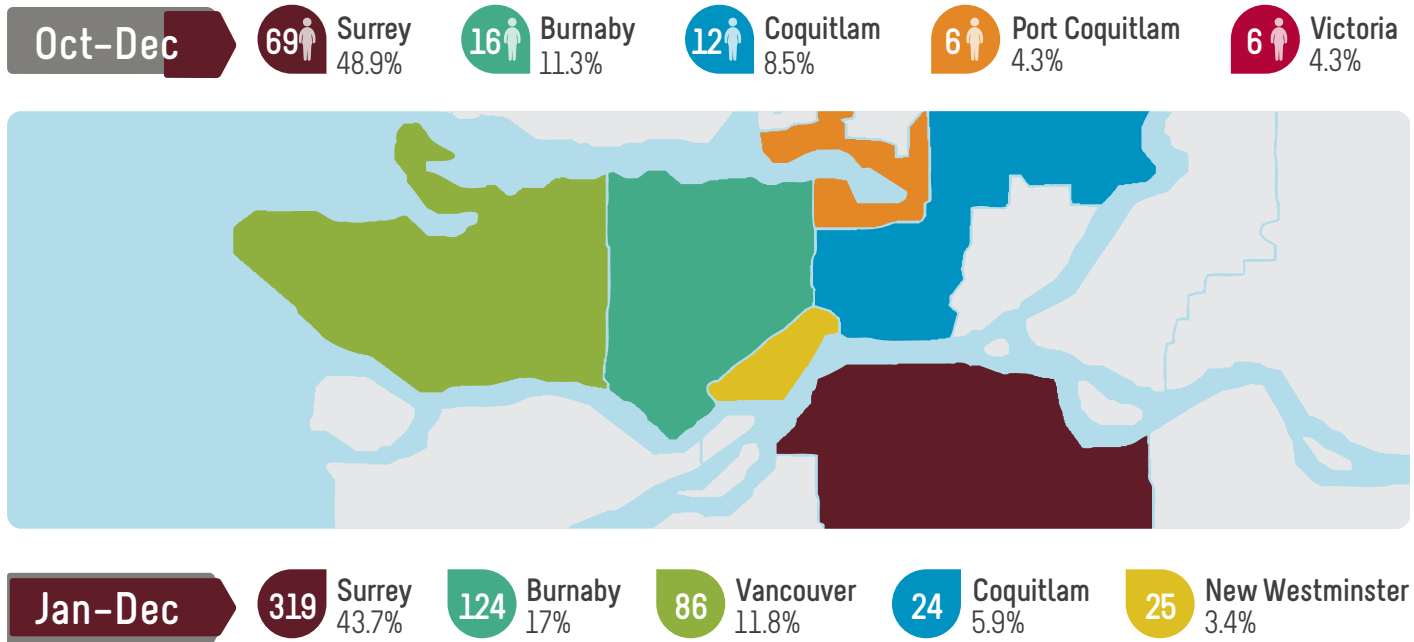 Oct–Dec
69 Surrey 48.9%
16 Burnaby 11.3%
12 Coquitlam 8.5%
6 Port Coquitlam 4.3%
6 Victoria 4.3%
Jan–Dec
319 Surrey 43.7%
124 Burnaby 17%
86 Vancouver 11.8%
24 Coquitlam 5.9%
25 New Westminster 3.4%